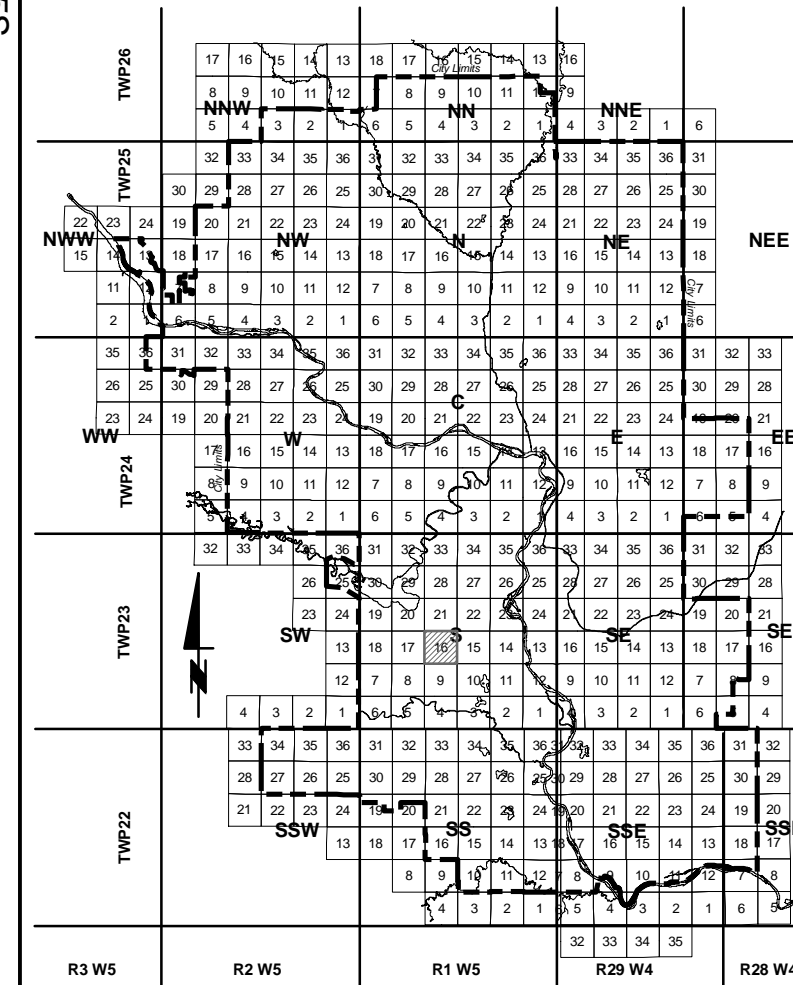 17 16 15 14 13 18 17 16 15 14 13 16
City Limits
TWP26
8 9 10 11 12 8 9 10 11 12 9
NNW NN NNE
5 4 3 2 1 6 5 4 3 2 1 4 3 2 1 6
32 33 34 35 36 31 32 33 34 35 36 33 34 35 36 31
TWP25
30 29 28 27 26 25 30 29 28 27 26 25 28 27 26 25 30
22 23 24 19 20 21 22 23 24 19 20 21 22 23 24 21 22 23 24 19
NWW NW N NE NEE
15 14 13 18 17 16 15 14 13 18 17 16 15 14 13 16 15 14 13 18
11 12 8 9 10 11 12 7 8 9 10 11 12 9 10 11 12 7
City Limits
2 6 5 4 3 2 1 6 5 4 3 2 1 4 3 2 1 6
35 36 31 32 33 34 35 36 31 32 33 34 35 36 33 34 35 36 31 32 33
26 25 30 29 28 27 26 25 30 29 28 27 26 25 28 27 26 25 30 29 28
C
23 24 19 20 21 22 23 24 19 20 21 22 23 24 21 22 23 24 19 20 21
WW W E EE
17 16 15 14 13 18 17 16 15 14 13 16 15 14 13 18 17 16
City Limits
TWP24
8 9 10 11 12 7 8 9 10 11 12 9 10 11 12 7 8 9
5 4 3 2 1 6 5 4 3 2 1 4 3 2 1 6 5 4
32 33 34 35 36 31 32 33 34 35 36 33 34 35 36 31 32 33
26 25 30 29 28 27 26 25 28 27 26 25 30 29 28
23 24 19 20 21 22 23 24 21 22 23 24 19 20 21
TWP23
SW S SE SE
13 18 17 16 15 14 13 16 15 14 13 18 17 16
N
12 7 8 9 10 11 12 9 10 11 12 7 8 9
4 3 2 1 6 5 4 3 2 1 4 3 2 1 6 4
33 34 35 36 31 32 33 34 35 36 31 32 33 34 35 36 31 32
28 27 26 25 30 29 28 27 26 25 30 29 28 27 26 25 30 29
21 22 23 24 19 20 21 22 23 24 19 20 21 22 23 24 19 20
SSW SS SSE
TWP22
13 18 17 16 15 14 13 18 17 16 15 14 13 18 17
8 9 10 11 12 7 8 9 10 11 12 7 8
4 3 2 1 5 4 3 2 1 6 5
32 33 34 35
R3 W5 R2 W5 R1 W5 R29 W4 R28 W4